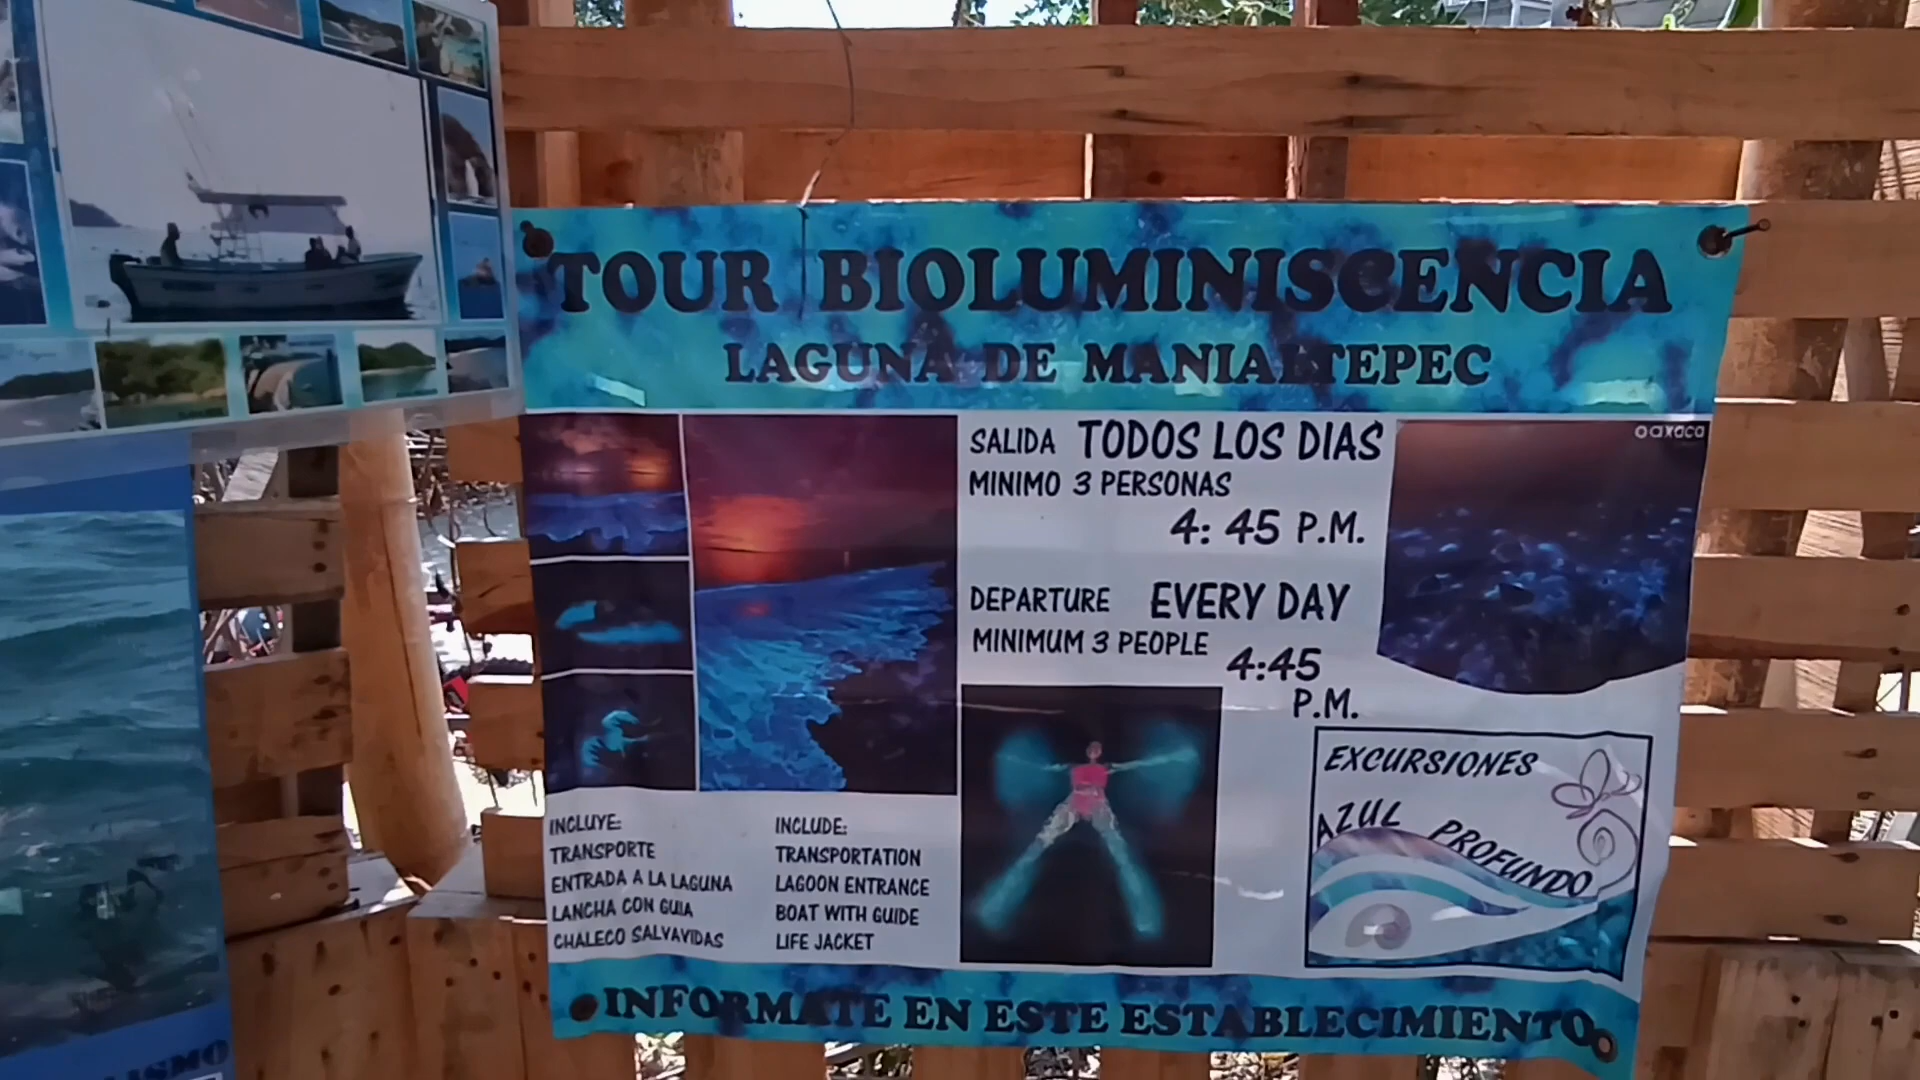 TOUR BIOLUMINISCENCIA
LAGUNA DE MANIALTEPEC
SALIDA TODOS LOS DIAS
MINIMO 3 PERSONAS
4: 45 P.M.
DEPARTURE EVERY DAY
MINIMUM 3 PEOPLE
4:45
P.M.
oaxaca
INCLUYE:
TRANSPORTE
ENTRADA A LA LAGUNA
LANCHA CON GUIA
CHALECO SALVAVIDAS
INCLUDE:
TRANSPORTATION
LAGOON ENTRANCE
BOAT WITH GUIDE
LIFE JACKET
EXCURSIONES
AZUL PROFUNDO
INFORMATE EN ESTE ESTABLECIMIENTO